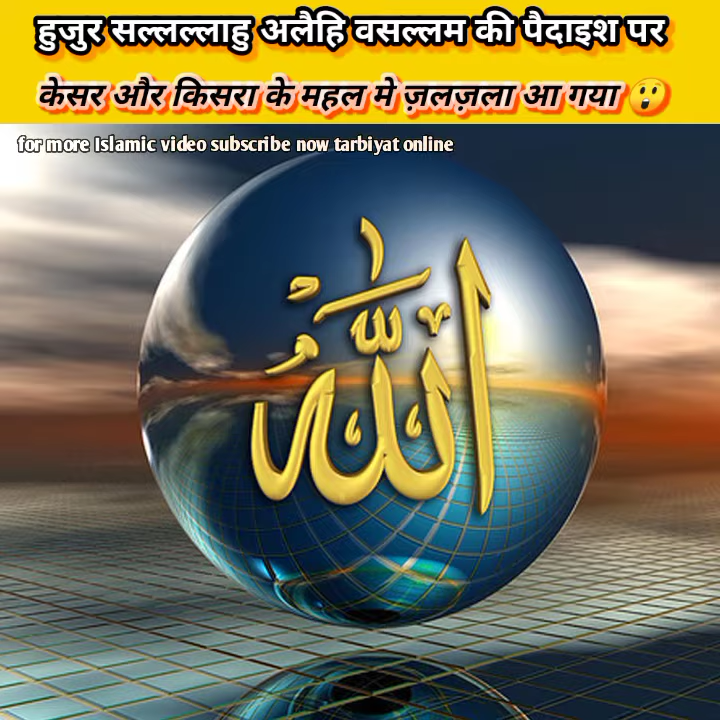 हुजुर सल्लल्लाहु अलैहि वसल्लम की पैदाइश पर
केसर और किसरा के महल मे ज़लज़ला आ गया 😲
for more Islamic video subscribe now tarbiyat online
الله